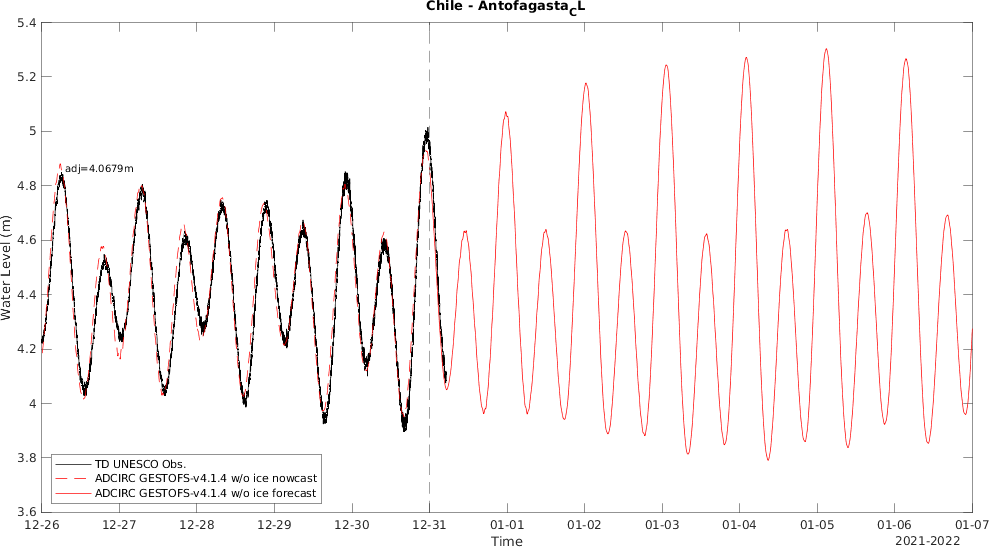 Chile - Antofagasta_CL
5.4
5.2
5
4.8
4.6
4.4
4.2
4
3.8
3.6
Water Level (m)
adj=4.0679m
TD UNESCO Obs.
ADCIRC GESTOFS-v4.1.4 w/o ice nowcast
ADCIRC GESTOFS-v4.1.4 w/o ice forecast
12-26 12-27 12-28 12-29 12-30 12-31 01-01 01-02 01-03 01-04 01-05 01-06 01-07
Time
2021-2022